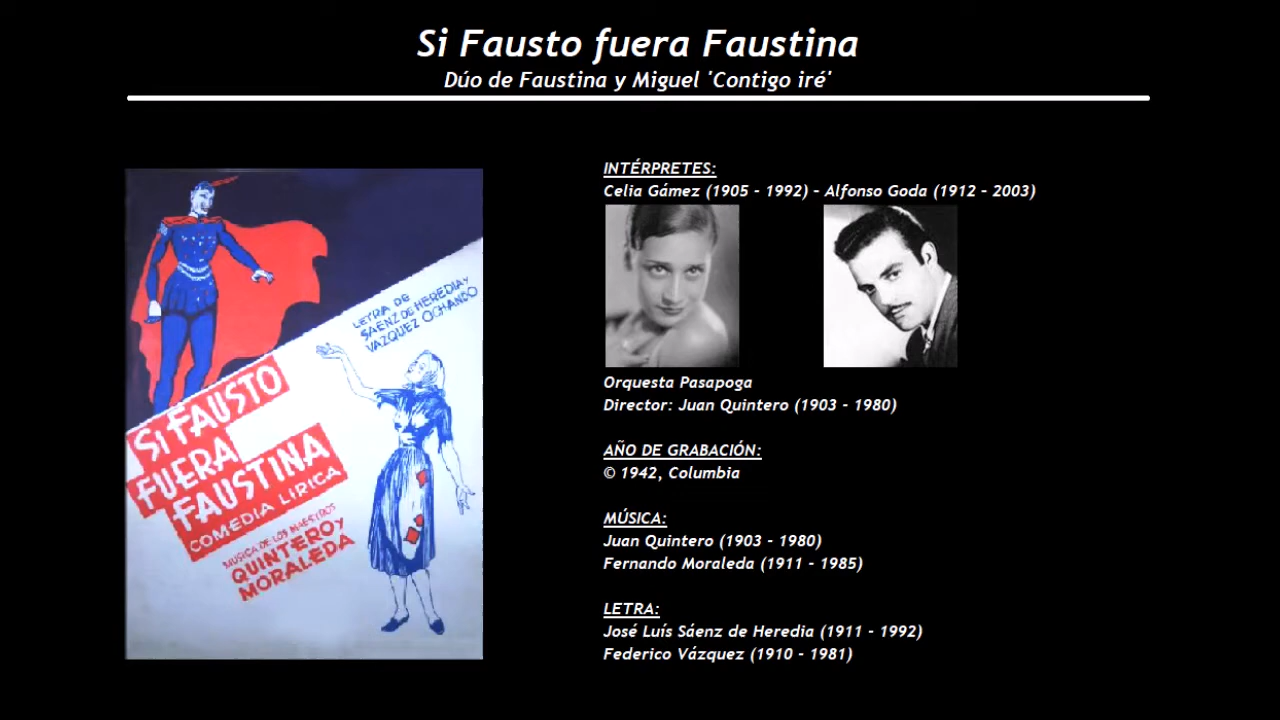 Si Fausto fuera Faustina
Dúo de Faustina y Miguel 'Contigo iré'
INTÉRPRETES:
Celia Gámez (1905 - 1992) - Alfonso Goda (1912 - 2003)
LETRA DE
SAENZ DE HEREDIA Y
VAZQUEZ OCHANDO
SI FAUSTO
FUERA
FAUSTINA
COMEDIA LIRICA
MUSICA DE LOS MAESTROS
QUINTERO Y
MORALEDA
Orquesta Pasapoga
Director: Juan Quintero (1903 - 1980)
AÑO DE GRABACIÓN:
© 1942, Columbia
MÚSICA:
Juan Quintero (1903 - 1980)
Fernando Moraleda (1911 - 1985)
LETRA:
José Luís Sáenz de Heredia (1911 - 1992)
Federico Vázquez (1910 - 1981)